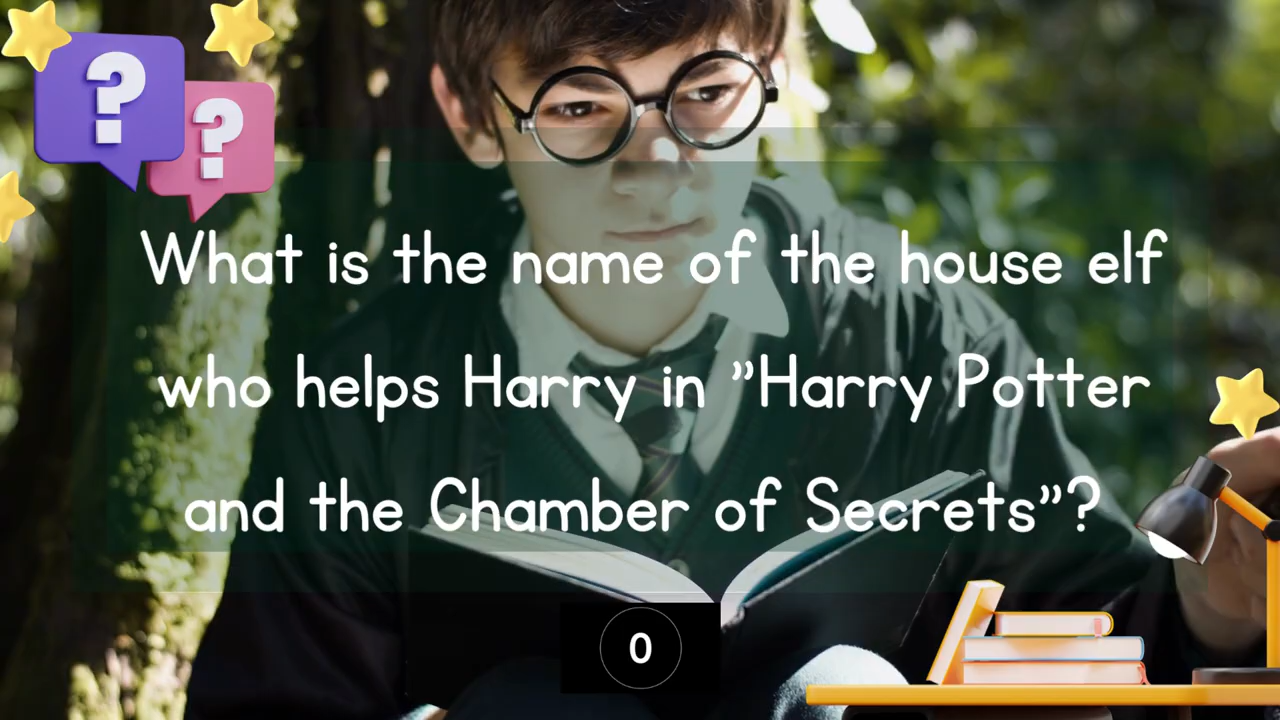 ? ?
What is the name of the house elf
who helps Harry in ”Harry Potter
and the Chamber of Secrets”?
0